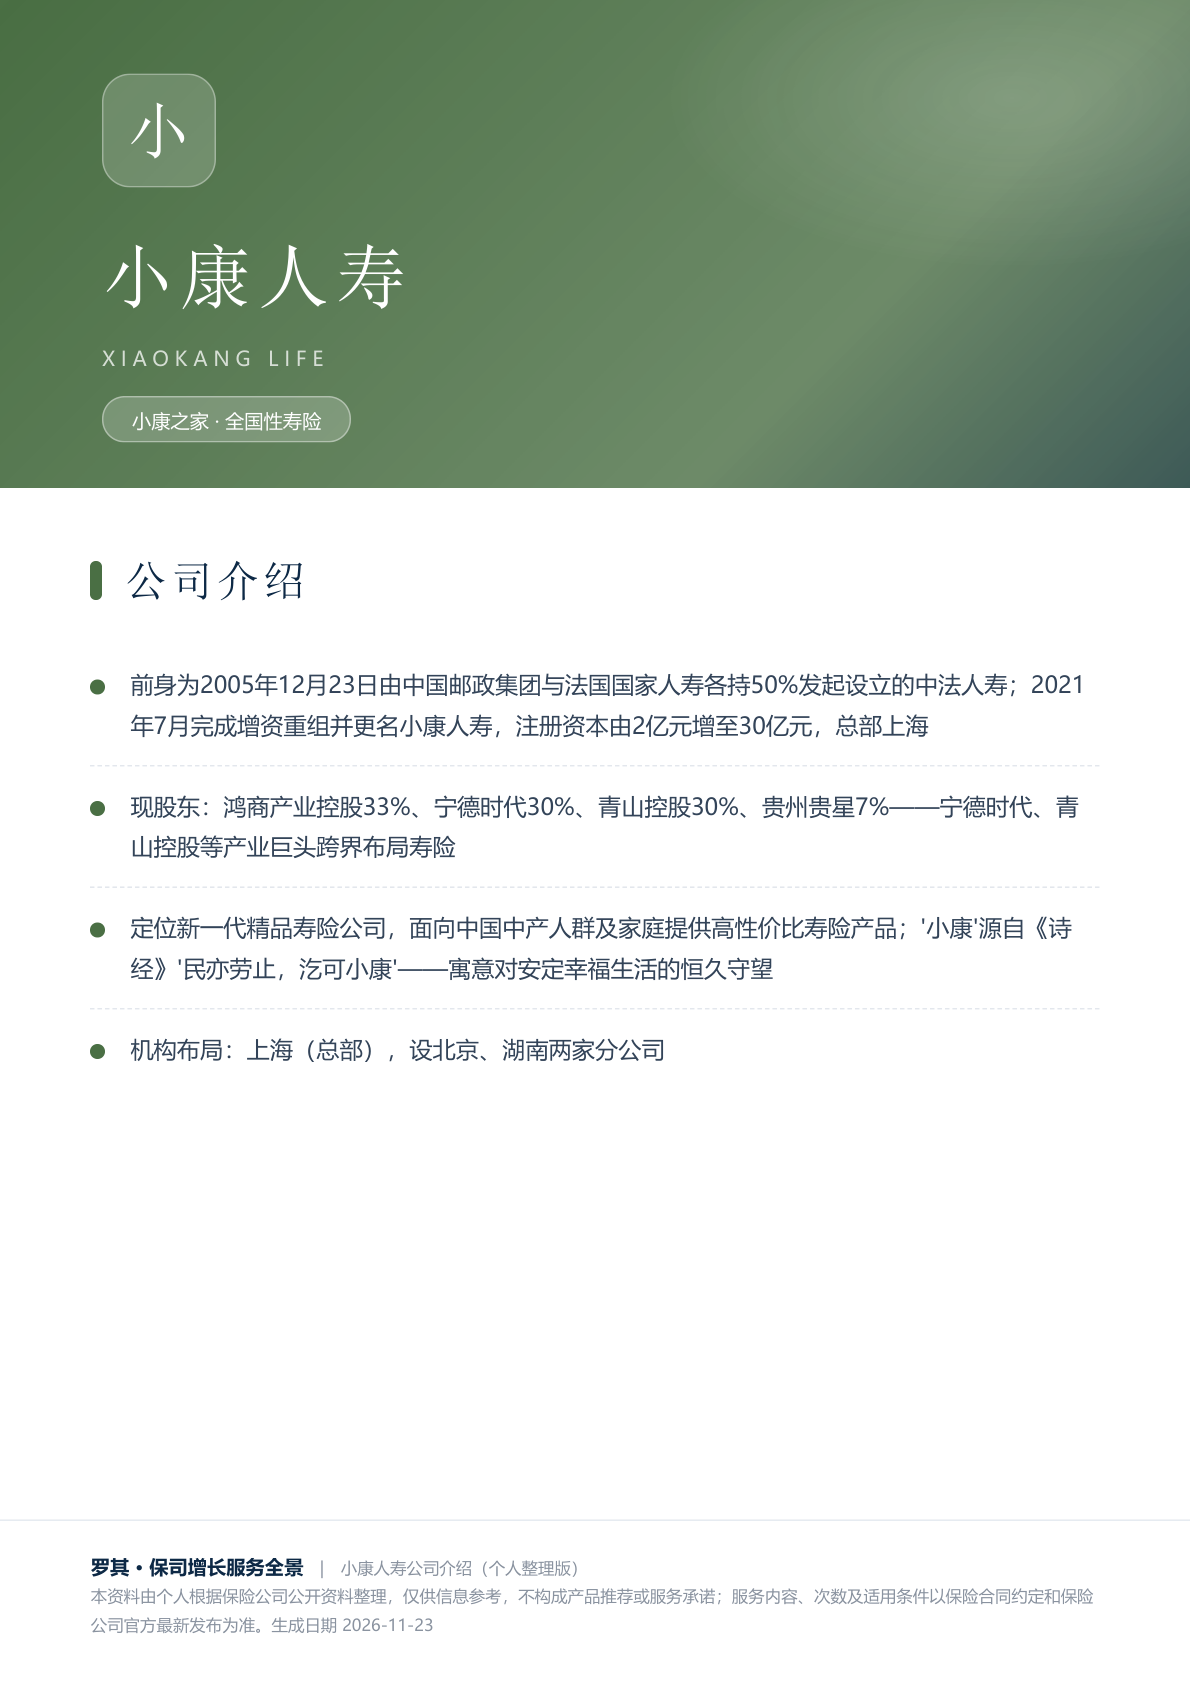 小
小康人寿
XIAOKANG LIFE
小康之家 · 全国性寿险
公司介绍
前身为2005年12月23日由中国邮政集团与法国国家人寿各持50%发起设立的中法人寿；2021
年7月完成增资重组并更名小康人寿，注册资本由2亿元增至30亿元，总部上海
现股东：鸿商产业控股33%、宁德时代30%、青山控股30%、贵州贵星7%——宁德时代、青
山控股等产业巨头跨界布局寿险
定位新一代精品寿险公司，面向中国中产人群及家庭提供高性价比寿险产品；'小康'源自《诗
经》'民亦劳止，汔可小康'——寓意对安定幸福生活的恒久守望
机构布局：上海（总部），设北京、湖南两家分公司
罗其 • 保司增长服务全景 | 小康人寿公司介绍（个人整理版）
本资料由个人根据保险公司公开资料整理，仅供信息参考，不构成产品推荐或服务承诺；服务内容、次数及适用条件以保险合同约定和保险
公司官方最新发布为准。生成日期 2026-11-23